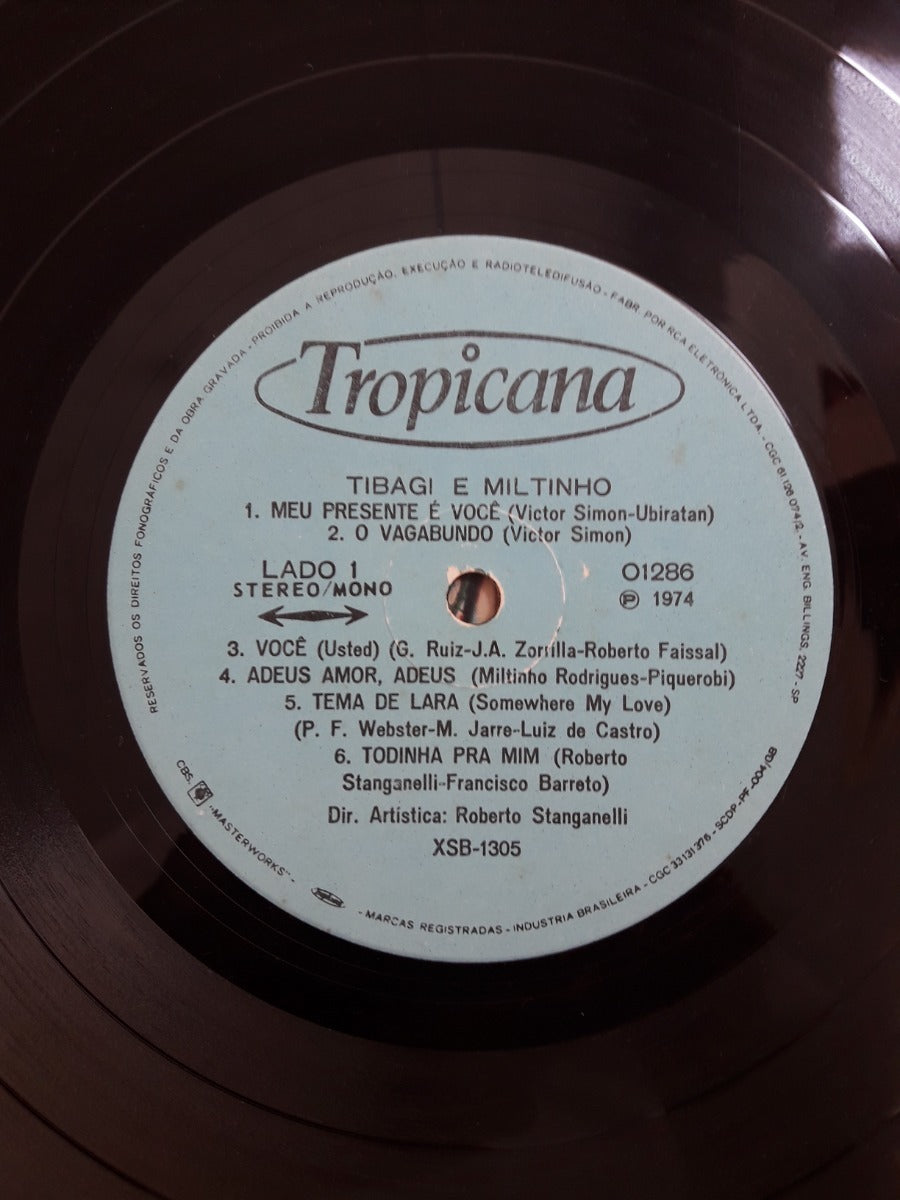 RESERVADOS OS DIREITOS FONOGRÁFICOS E DA OBRA GRAVADA - PROIBIDA A REPRODUÇÃO, EXECUÇÃO E RADIOTELEDIFUSÃO - FABR. POR RCA ELETRÔNICA LTDA. - CGC 61.126.074/2 - AV. ENG. BILLINGS, 2227 - SP
Tropicana
TIBAGI E MILTINHO
1. MEU PRESENTE É VOCÊ (Victor Simon-Ubiratan)
2. O VAGABUNDO (Victor Simon)
LADO 1
STEREO/MONO
01286
Ⓟ 1974
3. VOCÊ (Usted) (G. Ruiz-J.A. Zorrilla-Roberto Faissal)
4. ADEUS AMOR, ADEUS (Miltinho Rodrigues-Piquerobi)
5. TEMA DE LARA (Somewhere My Love)
(P. F. Webster-M. Jarre-Luiz de Castro)
6. TODINHA PRA MIM (Roberto
Stanganelli-Francisco Barreto)
Dir. Artística: Roberto Stanganelli
XSB-1305
CBS, "MASTERWORKS" - - MARCAS REGISTRADAS - INDUSTRIA BRASILEIRA - CGC 33131376 - SCDP-PF-004/GB